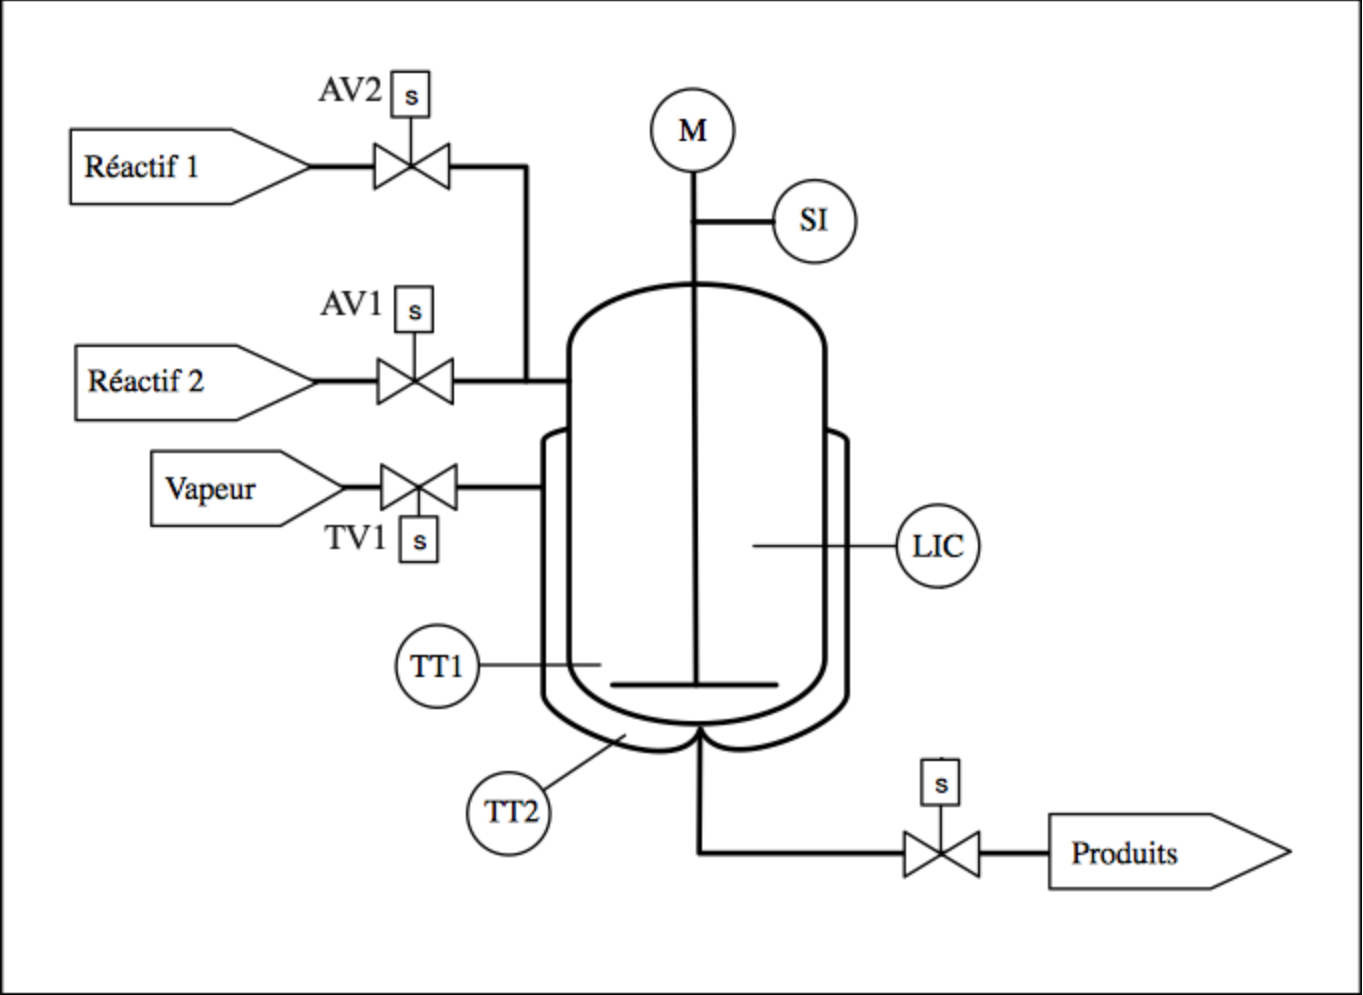 AV2
s
M
Réactif 1
SI
AV1
s
Réactif 2
Vapeur
TV1
s
LIC
TT1
s
TT2
Produits